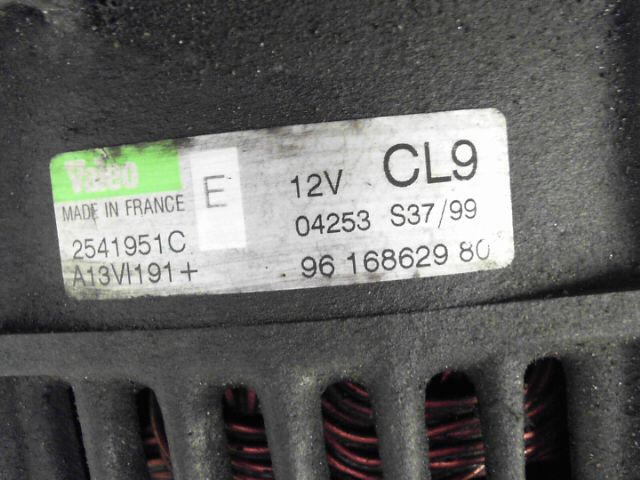 Valeo
E
12V
CL9
MADE IN FRANCE
04253 S37/99
2541951C
A13VI191+
96 168629 80